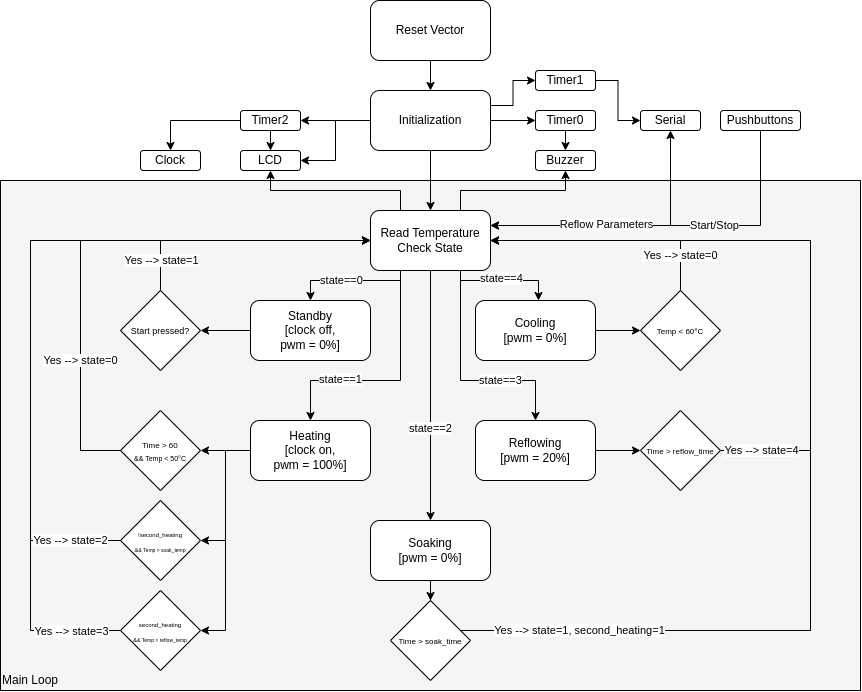 Reset Vector
Timer1
Timer2
Initialization
Timer0
Serial
Pushbuttons
Clock
LCD
Buzzer
Reflow Parameters
Start/Stop
Read Temperature
Check State
Yes --> state=1
Yes --> state=0
state==0
state==4
Standby
[clock off,
pwm = 0%]
Start pressed?
Cooling
[pwm = 0%]
Temp < 60°C
Yes --> state=0
state==1
state==3
state==2
Heating
[clock on,
pwm = 100%]
Time > 60
&& Temp < 50°C
Reflowing
[pwm = 20%]
Time > reflow_time
Yes --> state=4
!second_heating
&& Temp > soak_temp
Yes --> state=2
Soaking
[pwm = 0%]
second_heating
&& Temp > reflow_temp
Yes --> state=3
Time > soak_time
Yes --> state=1, second_heating=1
Main Loop